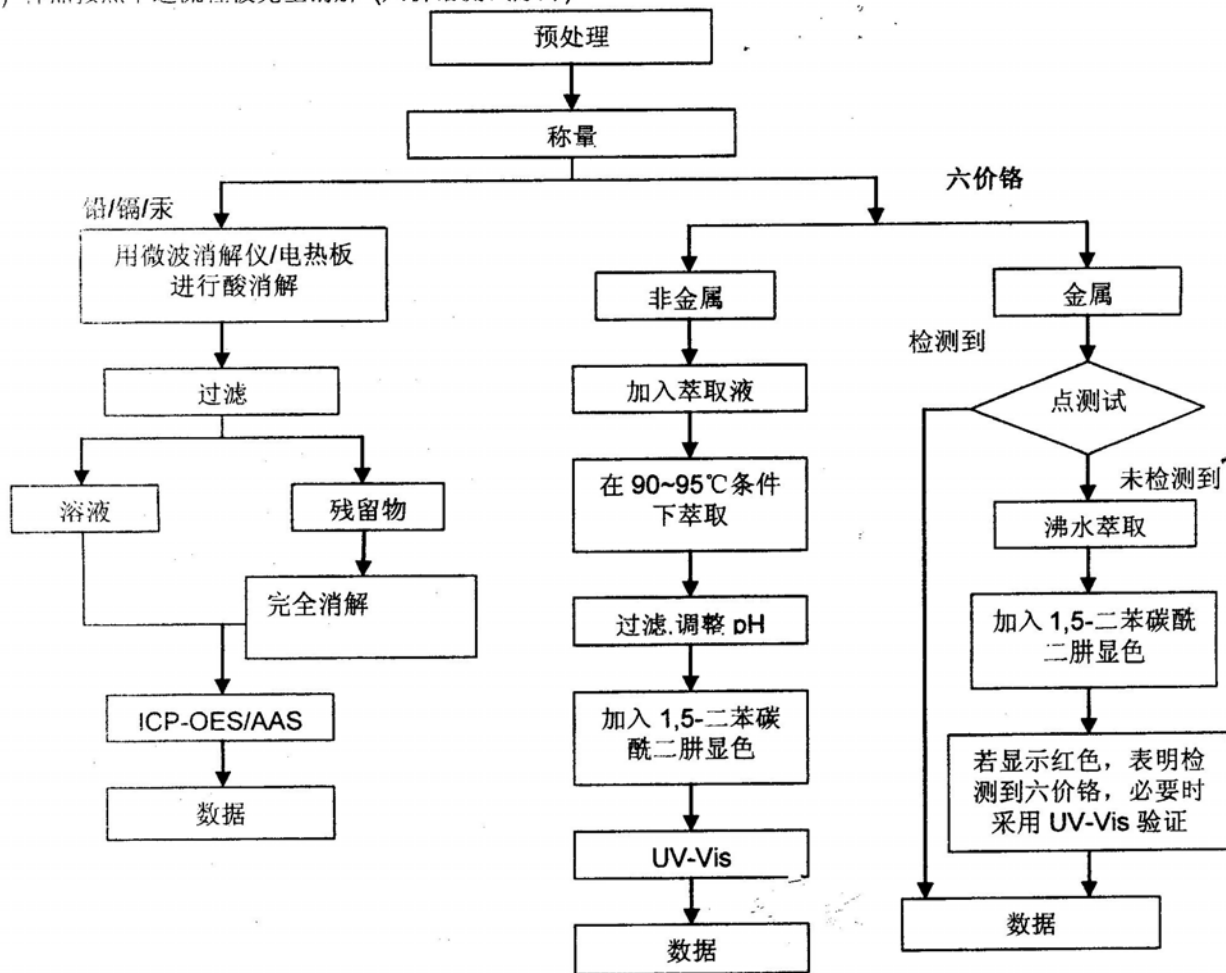 预处理
称量
铅/镉/汞
用微波消解仪/电热板
进行酸消解
过滤
溶液
残留物
完全消解
ICP-OES/AAS
数据
六价铬
非金属
加入萃取液
在 90~95℃条件
下萃取
过滤.调整 pH
加入 1,5-二苯碳
酰二肼显色
UV-Vis
数据
金属
检测到
点测试
未检测到
沸水萃取
加入 1,5-二苯碳酰
二肼显色
若显示红色，表明检
测到六价铬，必要时
采用 UV-Vis 验证
数据